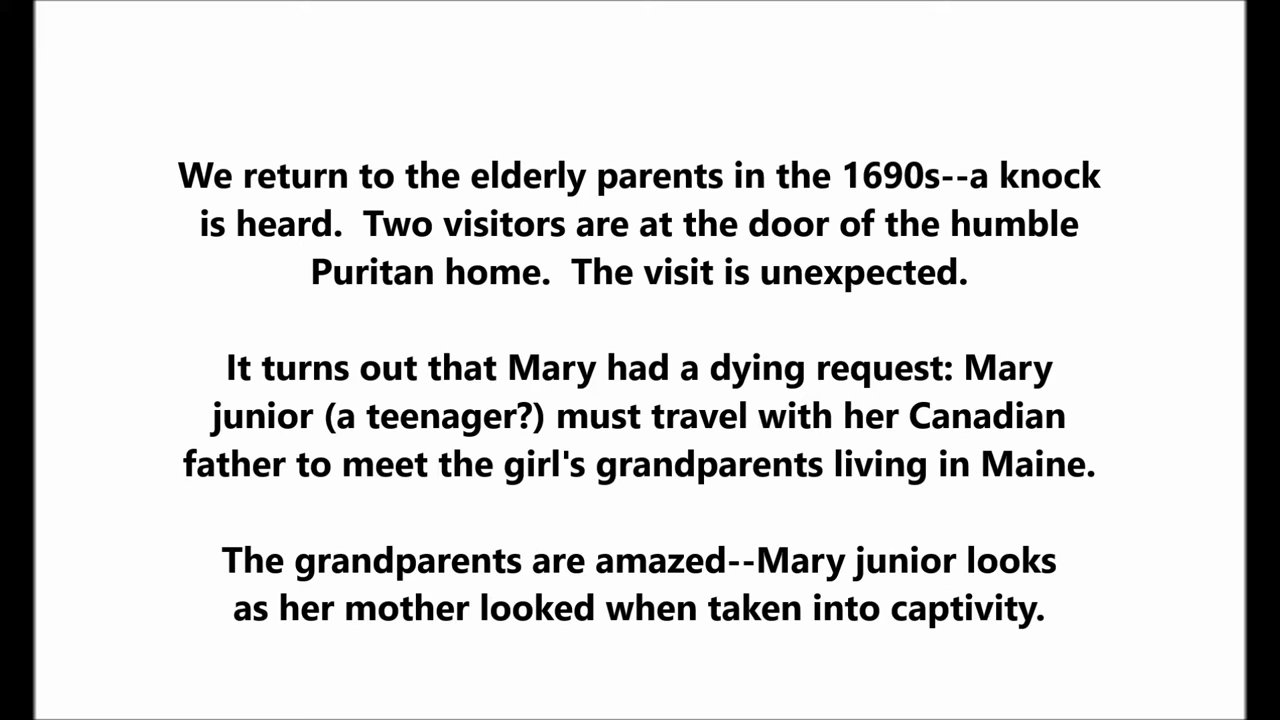 We return to the elderly parents in the 1690s--a knock
is heard.  Two visitors are at the door of the humble
Puritan home.  The visit is unexpected.
It turns out that Mary had a dying request: Mary
junior (a teenager?) must travel with her Canadian
father to meet the girl's grandparents living in Maine.
The grandparents are amazed--Mary junior looks
as her mother looked when taken into captivity.